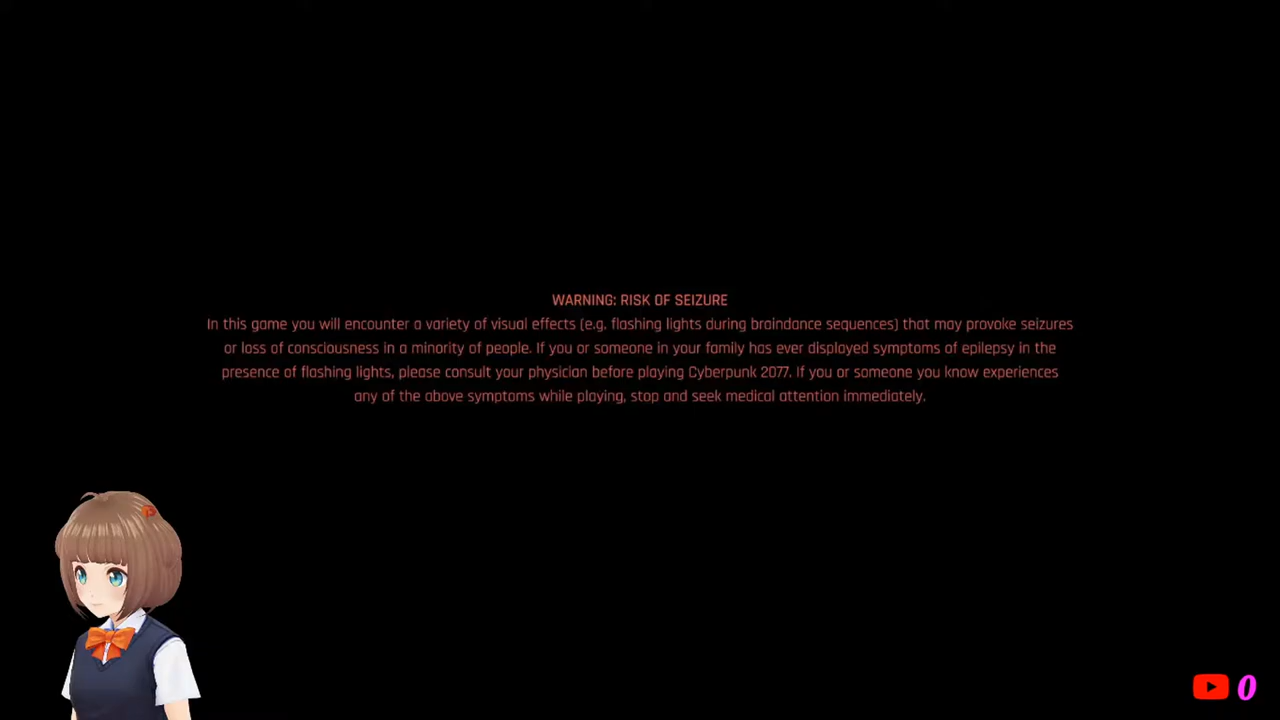 WARNING: RISK OF SEIZURE
In this game you will encounter a variety of visual effects (e.g. flashing lights during braindance sequences) that may provoke seizures
or loss of consciousness in a minority of people. If you or someone in your family has ever displayed symptoms of epilepsy in the
presence of flashing lights, please consult your physician before playing Cyberpunk 2077. If you or someone you know experiences
any of the above symptoms while playing, stop and seek medical attention immediately.
0